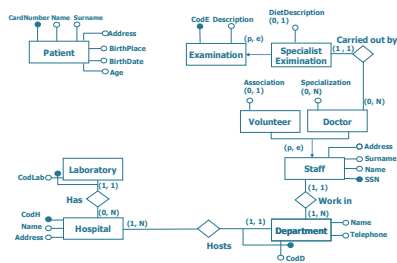 CardNumber Name Surname
Address
Patient
BirthPlace
BirthDate
Age
CodE Description
(p, e)
Examination
DietDescription
(0, 1)
Specialist
Eximination
(1 , 1)
Carried out by
(0, N)
Association
(0, 1)
Specialization
(0, N)
Volunteer
Doctor
(p, e)
Address
Staff
Surname
Name
SSN
(1, 1)
Work in
(1, N)
Laboratory
CodLab
(1, 1)
Has
(0, N)
CodH
Name
Address
Hospital
(1, N)
Hosts
(1, 1)
Department
Name
Telephone
CodD